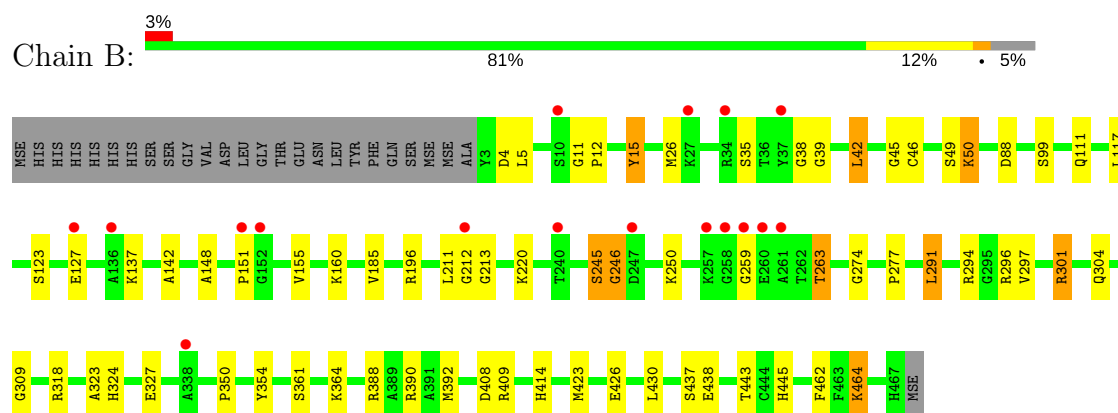 3%
Chain B:
81% 12% • 5%
MSE HIS HIS HIS HIS HIS HIS SER SER GLY VAL ASP LEU GLY THR GLU ASN LEU TYR PHE GLN SER MSE MSE ALA Y3 D4 L5 S10 G11 P12 Y15 M26 K27 R34 S35 T36 Y37 G38 G39 L42 G45 C46 S49 K50 D88 S99 Q111 L117
S123 E127 A136 K137 A142 A148 P151 G152 V155 K160 V185 R196 L211 G212 G213 K220 T240 S245 G246 D247 K250 K257 G258 G259 E260 A261 T262 T263 G274 P277 L291 R294 G295 R296 V297 R301 Q304
G309 R318 A323 H324 E327 A338 P350 Y354 S361 K364 R388 A389 R390 A391 M392 D408 R409 H414 M423 E426 L430 S437 E438 T443 C444 H445 F462 F463 K464 H467 MSE